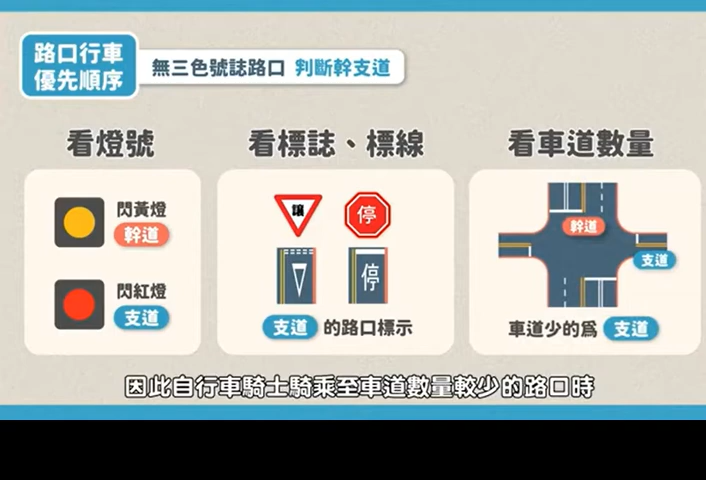 路口行車
優先順序
無三色號誌路口 判斷幹支道
看燈號
閃黃燈
幹道
閃紅燈
支道
看標誌、標線
讓
停
停
支道 的路口標示
看車道數量
幹道
支道
車道少的為 支道
因此自行車騎士騎乘至車道數量較少的路口時